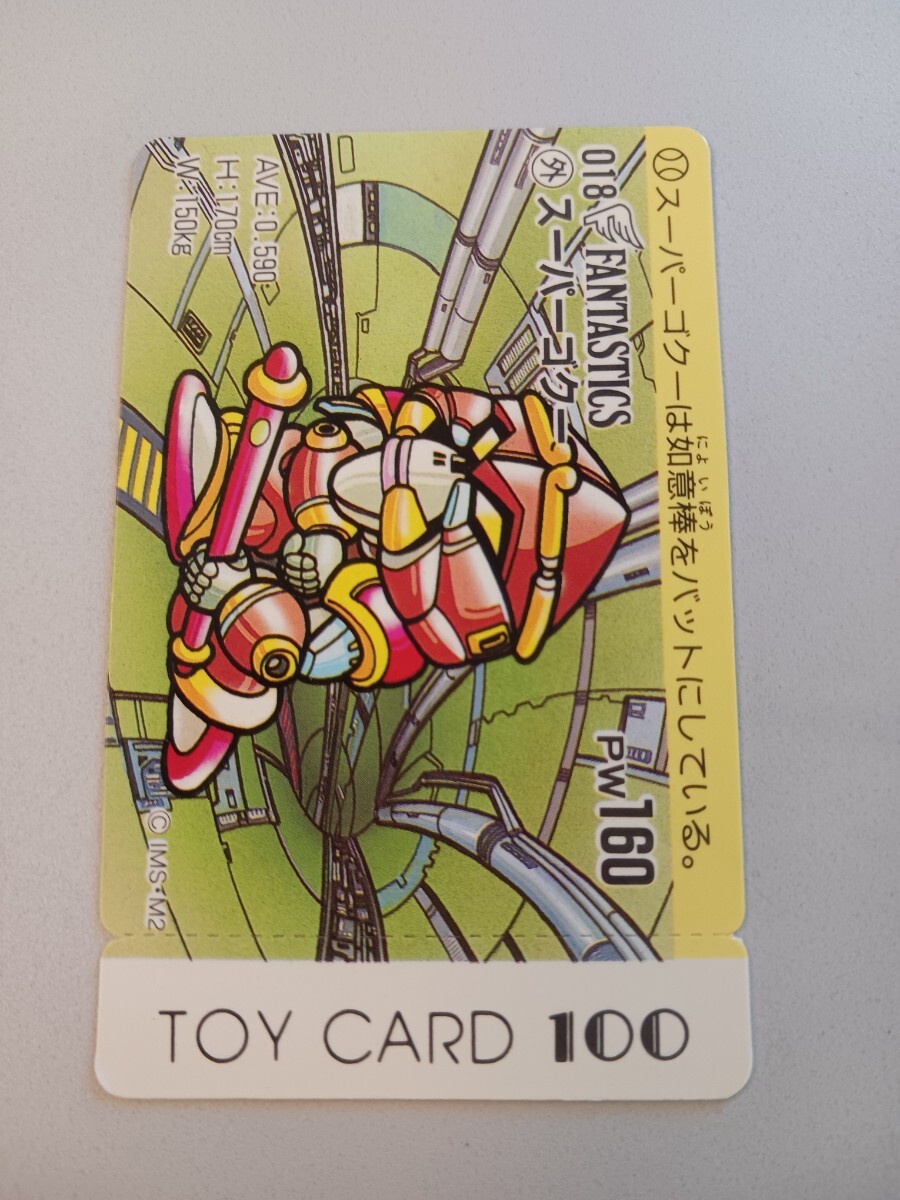 スーパーゴクーは如意棒をバットにしている。
にょいぼう
018 FANTASTICS
外 スーパーゴクー
PW160
AVE:0.590
H:170cm
W:150kg
© IMS・M2
TOY CARD 100